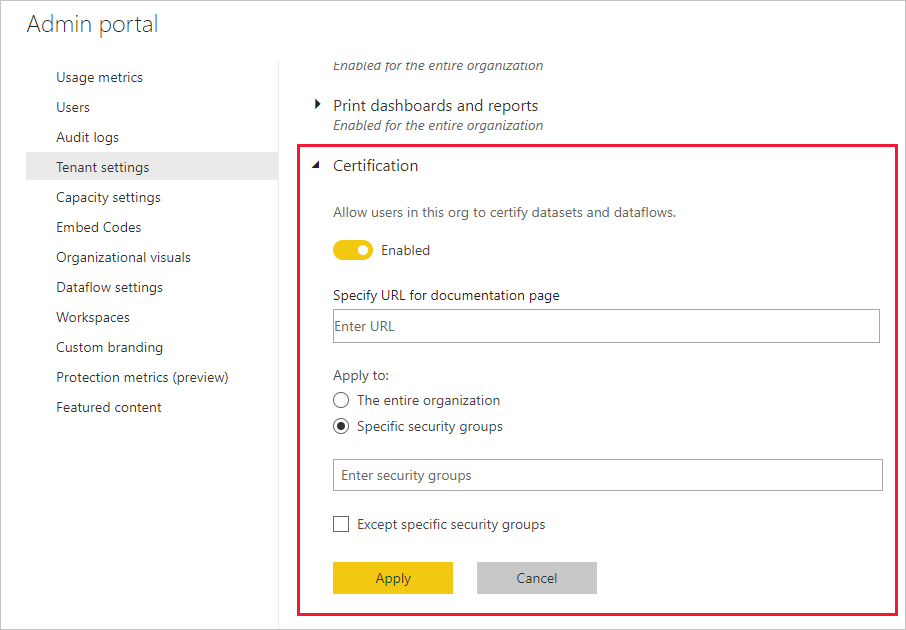 Admin portal
Usage metrics
Users
Audit logs
Tenant settings
Capacity settings
Embed Codes
Organizational visuals
Dataflow settings
Workspaces
Custom branding
Protection metrics (preview)
Featured content
Enabled for the entire organization
Print dashboards and reports
Enabled for the entire organization
Certification
Allow users in this org to certify datasets and dataflows.
Enabled
Specify URL for documentation page
Enter URL
Apply to:
The entire organization
Specific security groups
Enter security groups
Except specific security groups
Apply
Cancel